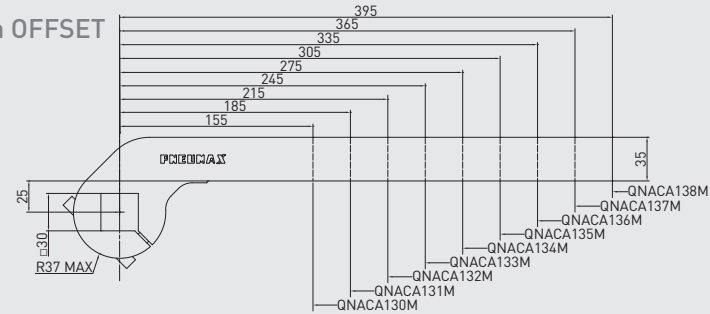 OFFSET
395
365
335
305
275
245
215
185
155
PNEUMAX
35
25
□30
R37 MAX
QNACA138M
QNACA137M
QNACA136M
QNACA135M
QNACA134M
QNACA133M
QNACA132M
QNACA131M
QNACA130M